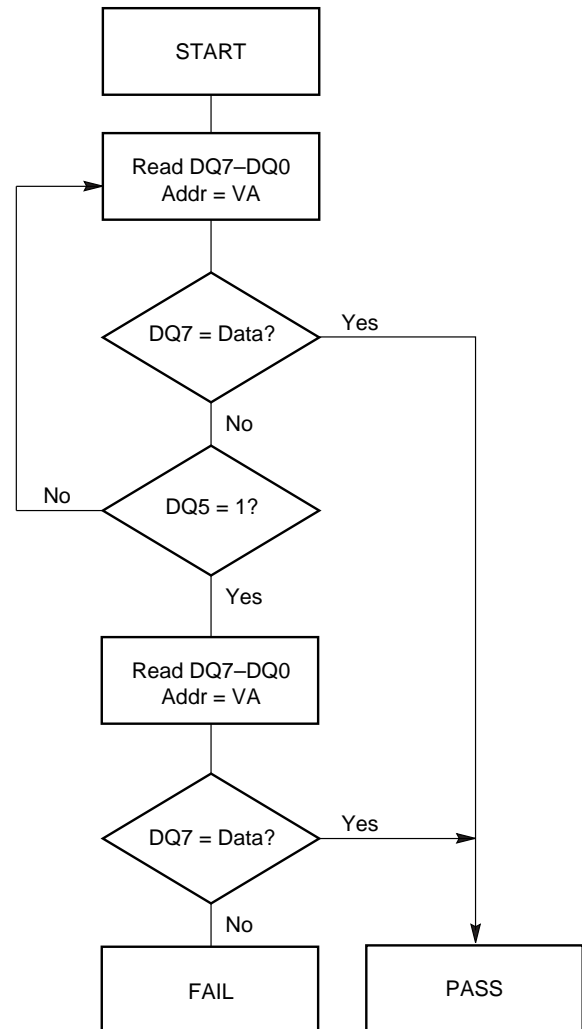 START
Read DQ7–DQ0
Addr = VA
DQ7 = Data?
Yes
No
No
DQ5 = 1?
Yes
Read DQ7–DQ0
Addr = VA
DQ7 = Data?
Yes
No
FAIL
PASS